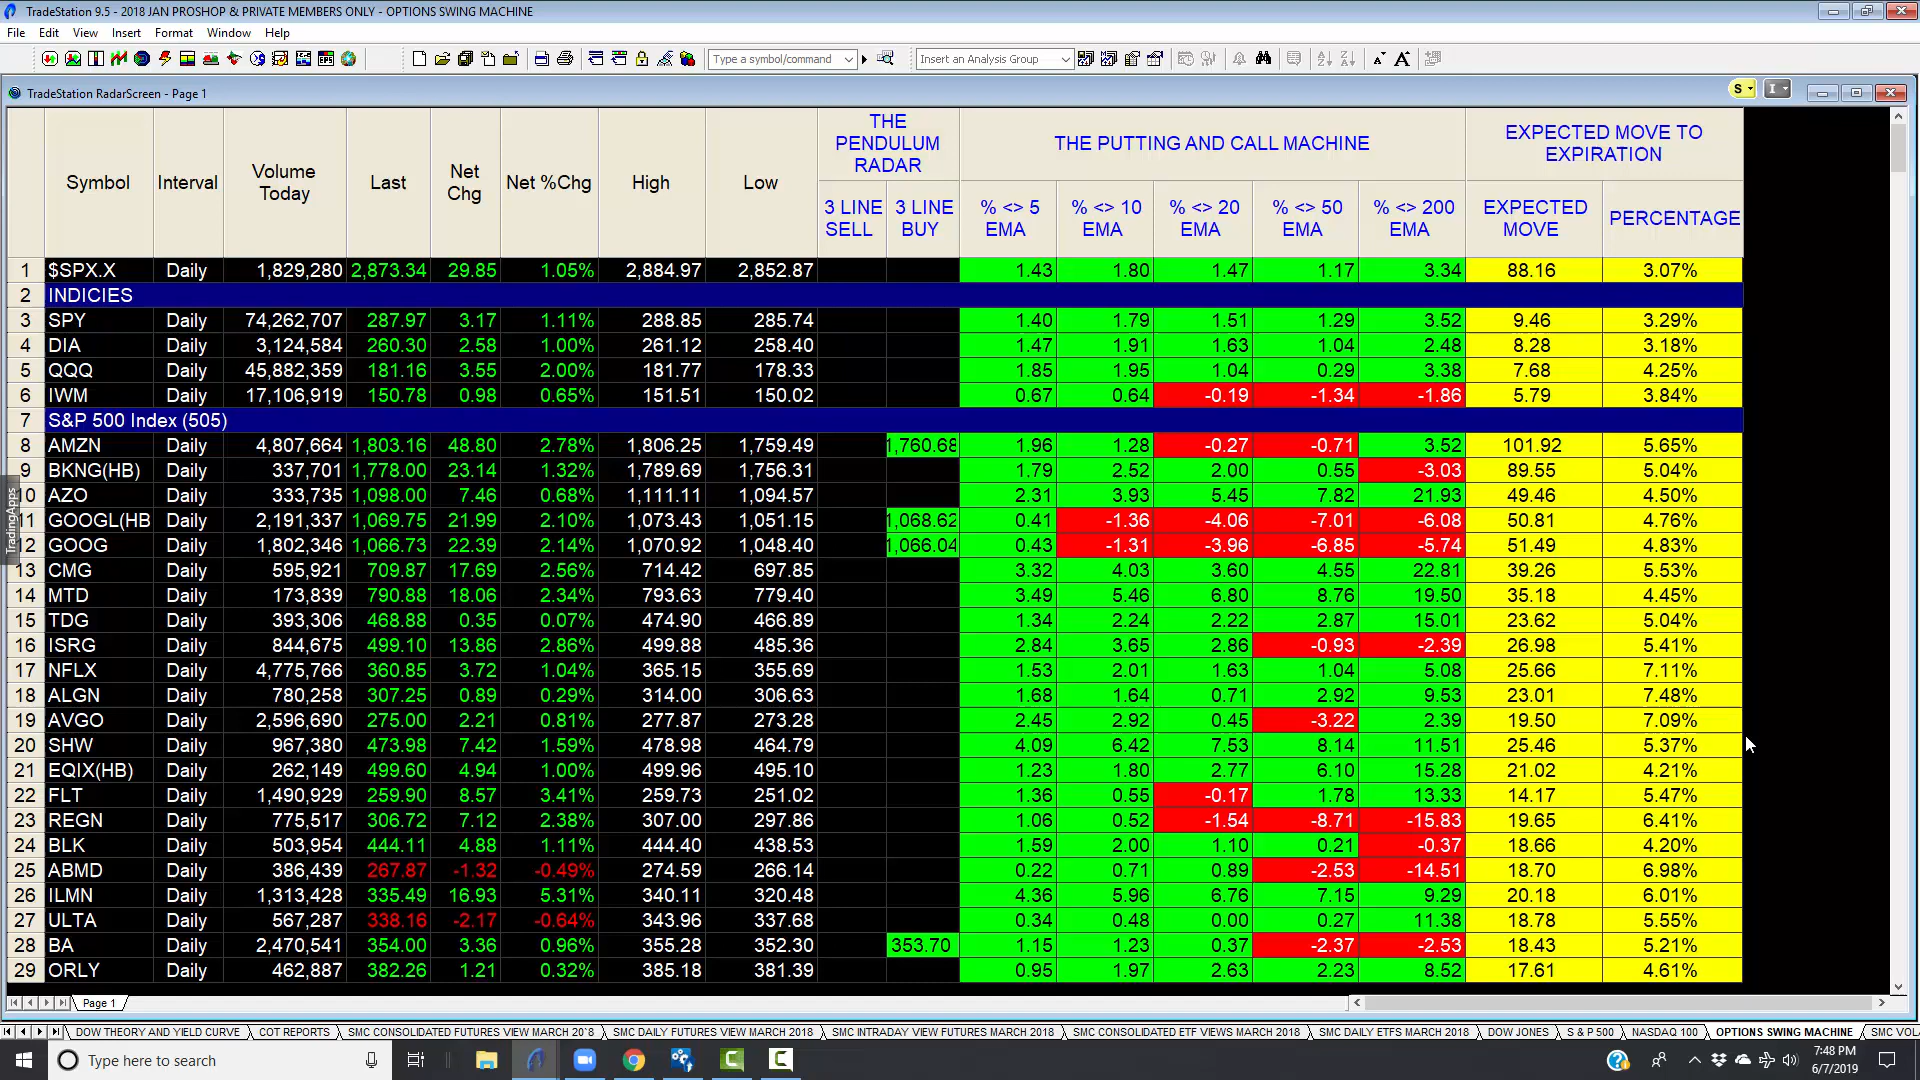 TradeStation 9.5 - 2018 JAN PROSHOP & PRIVATE MEMBERS ONLY - OPTIONS SWING MACHINE
File Edit View Insert Format Window Help
Type a symbol/command Insert an Analysis Group
TradeStation RadarScreen - Page 1
Symbol Interval Volume Today Last Net Chg Net %Chg High Low THE PENDULUM RADAR THE PUTTING AND CALL MACHINE EXPECTED MOVE TO EXPIRATION
3 LINE SELL 3 LINE BUY % <> 5 EMA % <> 10 EMA % <> 20 EMA % <> 50 EMA % <> 200 EMA EXPECTED MOVE PERCENTAGE
1 $SPX.X Daily 1,829,280 2,873.34 29.85 1.05% 2,884.97 2,852.87 1.43 1.80 1.47 1.17 3.34 88.16 3.07%
2 INDICIES
3 SPY Daily 74,262,707 287.97 3.17 1.11% 288.85 285.74 1.40 1.79 1.51 1.29 3.52 9.46 3.29%
4 DIA Daily 3,124,584 260.30 2.58 1.00% 261.12 258.40 1.47 1.91 1.63 1.04 2.48 8.28 3.18%
5 QQQ Daily 45,882,359 181.16 3.55 2.00% 181.77 178.33 1.85 1.95 1.04 0.29 3.38 7.68 4.25%
6 IWM Daily 17,106,919 150.78 0.98 0.65% 151.51 150.02 0.67 0.64 -0.19 -1.34 -1.86 5.79 3.84%
7 S&P 500 Index (505)
8 AMZN Daily 4,807,664 1,803.16 48.80 2.78% 1,806.25 1,759.49 1,760.68 1.96 1.28 -0.27 -0.71 3.52 101.92 5.65%
9 BKNG(HB) Daily 337,701 1,778.00 23.14 1.32% 1,789.69 1,756.31 1.79 2.52 2.00 0.55 -3.03 89.55 5.04%
10 AZO Daily 333,735 1,098.00 7.46 0.68% 1,111.11 1,094.57 2.31 3.93 5.45 7.82 21.93 49.46 4.50%
11 GOOGL(HB Daily 2,191,337 1,069.75 21.99 2.10% 1,073.43 1,051.15 1,068.62 0.41 -1.36 -4.06 -7.01 -6.08 50.81 4.76%
12 GOOG Daily 1,802,346 1,066.73 22.39 2.14% 1,070.92 1,048.40 1,066.04 0.43 -1.31 -3.96 -6.85 -5.74 51.49 4.83%
13 CMG Daily 595,921 709.87 17.69 2.56% 714.42 697.85 3.32 4.03 3.60 4.55 22.81 39.26 5.53%
14 MTD Daily 173,839 790.88 18.06 2.34% 793.63 779.40 3.49 5.46 6.80 8.76 19.50 35.18 4.45%
15 TDG Daily 393,306 468.88 0.35 0.07% 474.90 466.89 1.34 2.24 2.22 2.87 15.01 23.62 5.04%
16 ISRG Daily 844,675 499.10 13.86 2.86% 499.88 485.36 2.84 3.65 2.86 -0.93 -2.39 26.98 5.41%
17 NFLX Daily 4,775,766 360.85 3.72 1.04% 365.15 355.69 1.53 2.01 1.63 1.04 5.08 25.66 7.11%
18 ALGN Daily 780,258 307.25 0.89 0.29% 314.00 306.63 1.68 1.64 0.71 2.92 9.53 23.01 7.48%
19 AVGO Daily 2,596,690 275.00 2.21 0.81% 277.87 273.28 2.45 2.92 0.45 -3.22 2.39 19.50 7.09%
20 SHW Daily 967,380 473.98 7.42 1.59% 478.98 464.79 4.09 6.42 7.53 8.14 11.51 25.46 5.37%
21 EQIX(HB) Daily 262,149 499.60 4.94 1.00% 499.96 495.10 1.23 1.80 2.77 6.10 15.28 21.02 4.21%
22 FLT Daily 1,490,929 259.90 8.57 3.41% 259.73 251.02 1.36 0.55 -0.17 1.78 13.33 14.17 5.47%
23 REGN Daily 775,517 306.72 7.12 2.38% 307.00 297.86 1.06 0.52 -1.54 -8.71 -15.83 19.65 6.41%
24 BLK Daily 503,954 444.11 4.88 1.11% 444.40 438.53 1.59 2.00 1.10 0.21 -0.37 18.66 4.20%
25 ABMD Daily 386,439 267.87 -1.32 -0.49% 274.59 266.14 0.22 0.71 0.89 -2.53 -14.51 18.70 6.98%
26 ILMN Daily 1,313,428 335.49 16.93 5.31% 340.11 320.48 4.36 5.96 6.76 7.15 9.29 20.18 6.01%
27 ULTA Daily 567,287 338.16 -2.17 -0.64% 343.96 337.68 0.34 0.48 0.00 0.27 11.38 18.78 5.55%
28 BA Daily 2,470,541 354.00 3.36 0.96% 355.28 352.30 353.70 1.15 1.23 0.37 -2.37 -2.53 18.43 5.21%
29 ORLY Daily 462,887 382.26 1.21 0.32% 385.18 381.39 0.95 1.97 2.63 2.23 8.52 17.61 4.61%
TradingApps
Page 1
DOW THEORY AND YIELD CURVE COT REPORTS SMC CONSOLIDATED FUTURES VIEW MARCH 2018 SMC DAILY FUTURES VIEW MARCH 2018 SMC INTRADAY VIEW FUTURES MARCH 2018 SMC CONSOLIDATED ETF VIEWS MARCH 2018 SMC DAILY ETFS MARCH 2018 DOW JONES S & P 500 NASDAQ 100 OPTIONS SWING MACHINE SMC VOL
Type here to search
7:48 PM
6/7/2019